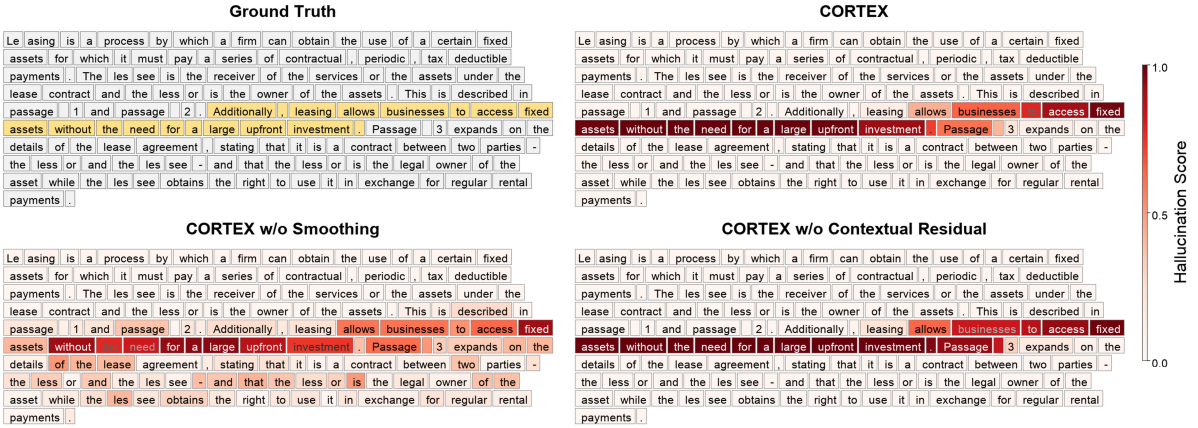 Ground Truth
Le asing is a process by which a firm can obtain the use of a certain fixed
assets for which it must pay a series of contractual , periodic , tax deductible
payments . The les see is the receiver of the services or the assets under the
lease contract and the less or is the owner of the assets . This is described in
passage 1 and passage 2 . Additionally , leasing allows businesses to access fixed
assets without the need for a large upfront investment . Passage 3 expands on the
details of the lease agreement , stating that it is a contract between two parties -
the less or and the les see - and that the less or is the legal owner of the
asset while the les see obtains the right to use it in exchange for regular rental
payments .
CORTEX
Le asing is a process by which a firm can obtain the use of a certain fixed
assets for which it must pay a series of contractual , periodic , tax deductible
payments . The les see is the receiver of the services or the assets under the
lease contract and the less or is the owner of the assets . This is described in
passage 1 and passage 2 . Additionally , leasing allows businesses to access fixed
assets without the need for a large upfront investment . Passage 3 expands on the
details of the lease agreement , stating that it is a contract between two parties -
the less or and the les see - and that the less or is the legal owner of the
asset while the les see obtains the right to use it in exchange for regular rental
payments .
CORTEX w/o Smoothing
Le asing is a process by which a firm can obtain the use of a certain fixed
assets for which it must pay a series of contractual , periodic , tax deductible
payments . The les see is the receiver of the services or the assets under the
lease contract and the less or is the owner of the assets . This is described in
passage 1 and passage 2 . Additionally , leasing allows businesses to access fixed
assets without need for a large upfront investment . Passage 3 expands on the
details of the lease agreement , stating that it is a contract between two parties -
the less or and the les see - and that the less or is the legal owner of the
asset while the les see obtains the right to use it in exchange for regular rental
payments .
CORTEX w/o Contextual Residual
Le asing is a process by which a firm can obtain the use of a certain fixed
assets for which it must pay a series of contractual , periodic , tax deductible
payments . The les see is the receiver of the services or the assets under the
lease contract and the less or is the owner of the assets . This is described in
passage 1 and passage 2 . Additionally , leasing allows businesses to access fixed
assets without the need for a large upfront investment . Passage 3 expands on the
details of the lease agreement , stating that it is a contract between two parties -
the less or and the les see - and that the less or is the legal owner of the
asset while the les see obtains the right to use it in exchange for regular rental
payments .
1.0
0.5
0.0
Hallucination Score